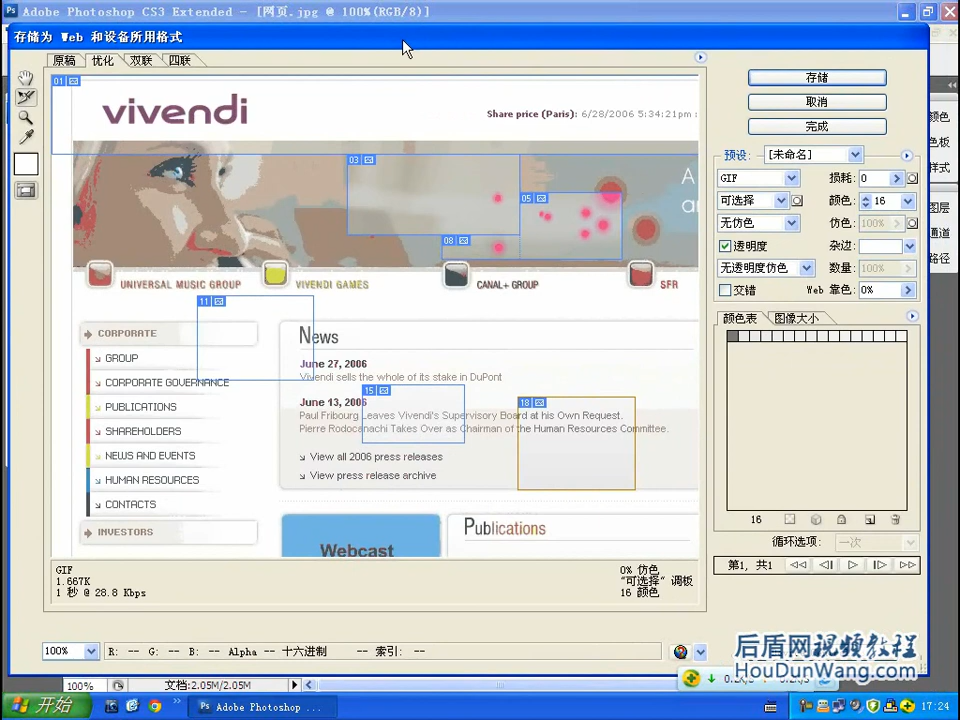 Adobe Photoshop CS3 Extended - [网页.jpg @ 100%(RGB/8)]
存储为 Web 和设备所用格式
原稿 优化 双联 四联
01
vivendi
Share price (Paris): 6/28/2006 5:34:21pm :
03
05
08
A
UNIVERSAL MUSIC GROUP
VIVENDI GAMES
CANAL+ GROUP
SFR
11
CORPORATE
GROUP
CORPORATE GOVERNANCE
PUBLICATIONS
SHAREHOLDERS
NEWS AND EVENTS
HUMAN RESOURCES
CONTACTS
INVESTORS
News
June 27, 2006
Vivendi sells the whole of its stake in DuPont
15
18
June 13, 2006
Paul Fribourg Leaves Vivendi's Supervisory Board at his Own Request.
Pierre Rodocanachi Takes Over as Chairman of the Human Resources Committee.
View all 2006 press releases
View press release archive
Webcast
Publications
存储
取消
完成
预设: [未命名]
GIF 损耗: 0
可选择 颜色: 16
无仿色 仿色: 100%
透明度 杂边:
无透明度仿色 数量: 100%
交错 Web 靠色: 0%
颜色表 图像大小
16
循环选项: 一次
第1, 共1
颜色
色板
样式
图层
通道
路径
GIF
1.667K
1 秒 @ 28.8 Kbps
0% 仿色
“可选择” 调板
16 颜色
100% R: -- G: -- B: -- Alpha -- 十六进制 -- 索引: --
后盾网视频教程
HouDunWang.com
100% 文档:2.05M/2.05M
开始
Adobe Photoshop ...
17:24